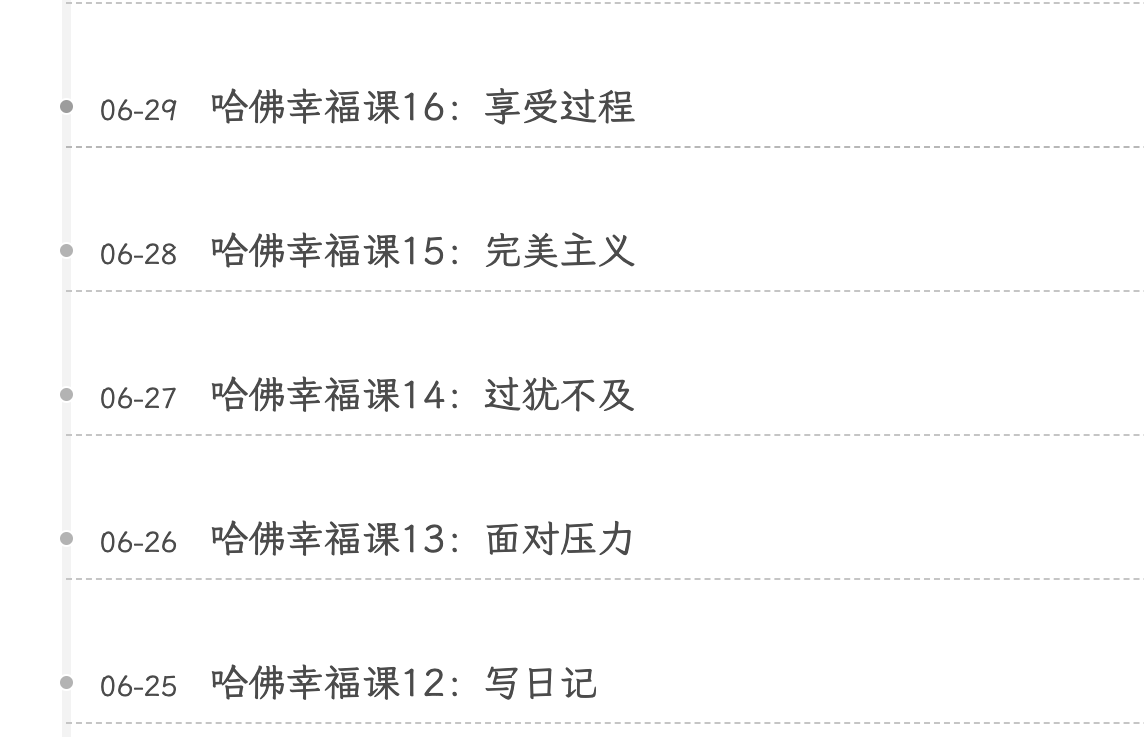 06-29 哈佛幸福课16：享受过程
06-28 哈佛幸福课15：完美主义
06-27 哈佛幸福课14：过犹不及
06-26 哈佛幸福课13：面对压力
06-25 哈佛幸福课12：写日记